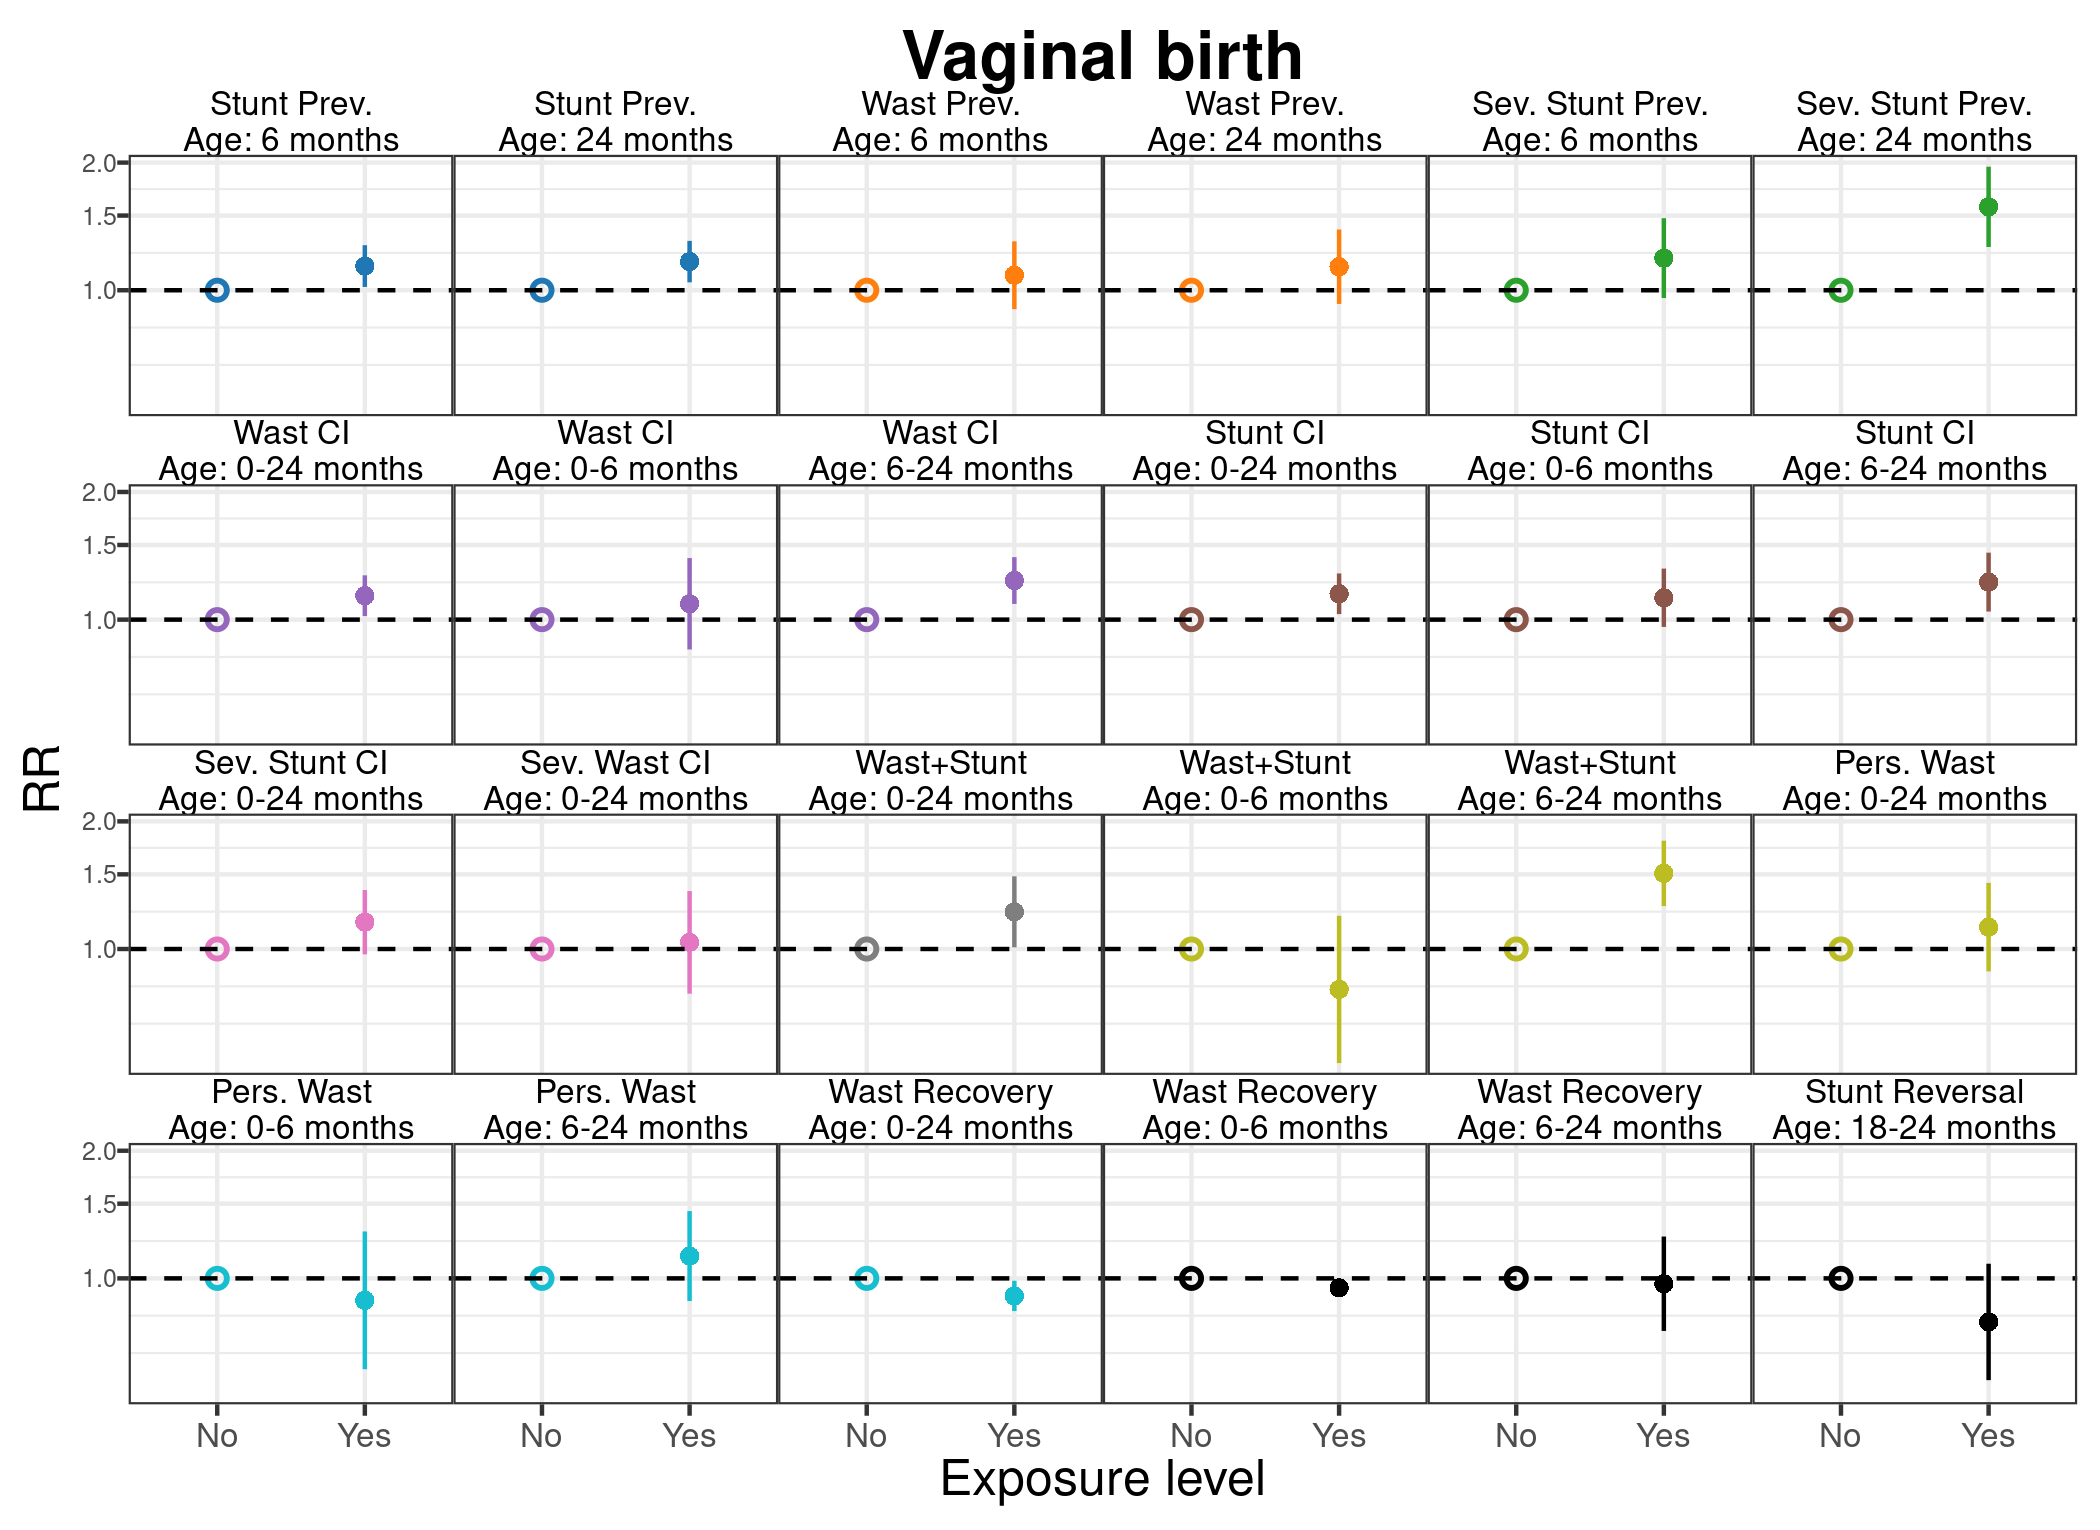 Vaginal birth
Stunt Prev.
Age: 6 months
Stunt Prev.
Age: 24 months
Wast Prev.
Age: 6 months
Wast Prev.
Age: 24 months
Sev. Stunt Prev.
Age: 6 months
Sev. Stunt Prev.
Age: 24 months
2.0
1.5
1.0
Wast CI
Age: 0-24 months
Wast CI
Age: 0-6 months
Wast CI
Age: 6-24 months
Stunt CI
Age: 0-24 months
Stunt CI
Age: 0-6 months
Stunt CI
Age: 6-24 months
2.0
1.5
1.0
RR
Sev. Stunt CI
Age: 0-24 months
Sev. Wast CI
Age: 0-24 months
Wast+Stunt
Age: 0-24 months
Wast+Stunt
Age: 0-6 months
Wast+Stunt
Age: 6-24 months
Pers. Wast
Age: 0-24 months
2.0
1.5
1.0
Pers. Wast
Age: 0-6 months
Pers. Wast
Age: 6-24 months
Wast Recovery
Age: 0-24 months
Wast Recovery
Age: 0-6 months
Wast Recovery
Age: 6-24 months
Stunt Reversal
Age: 18-24 months
2.0
1.5
1.0
No Yes No Yes No Yes No Yes No Yes No Yes
Exposure level